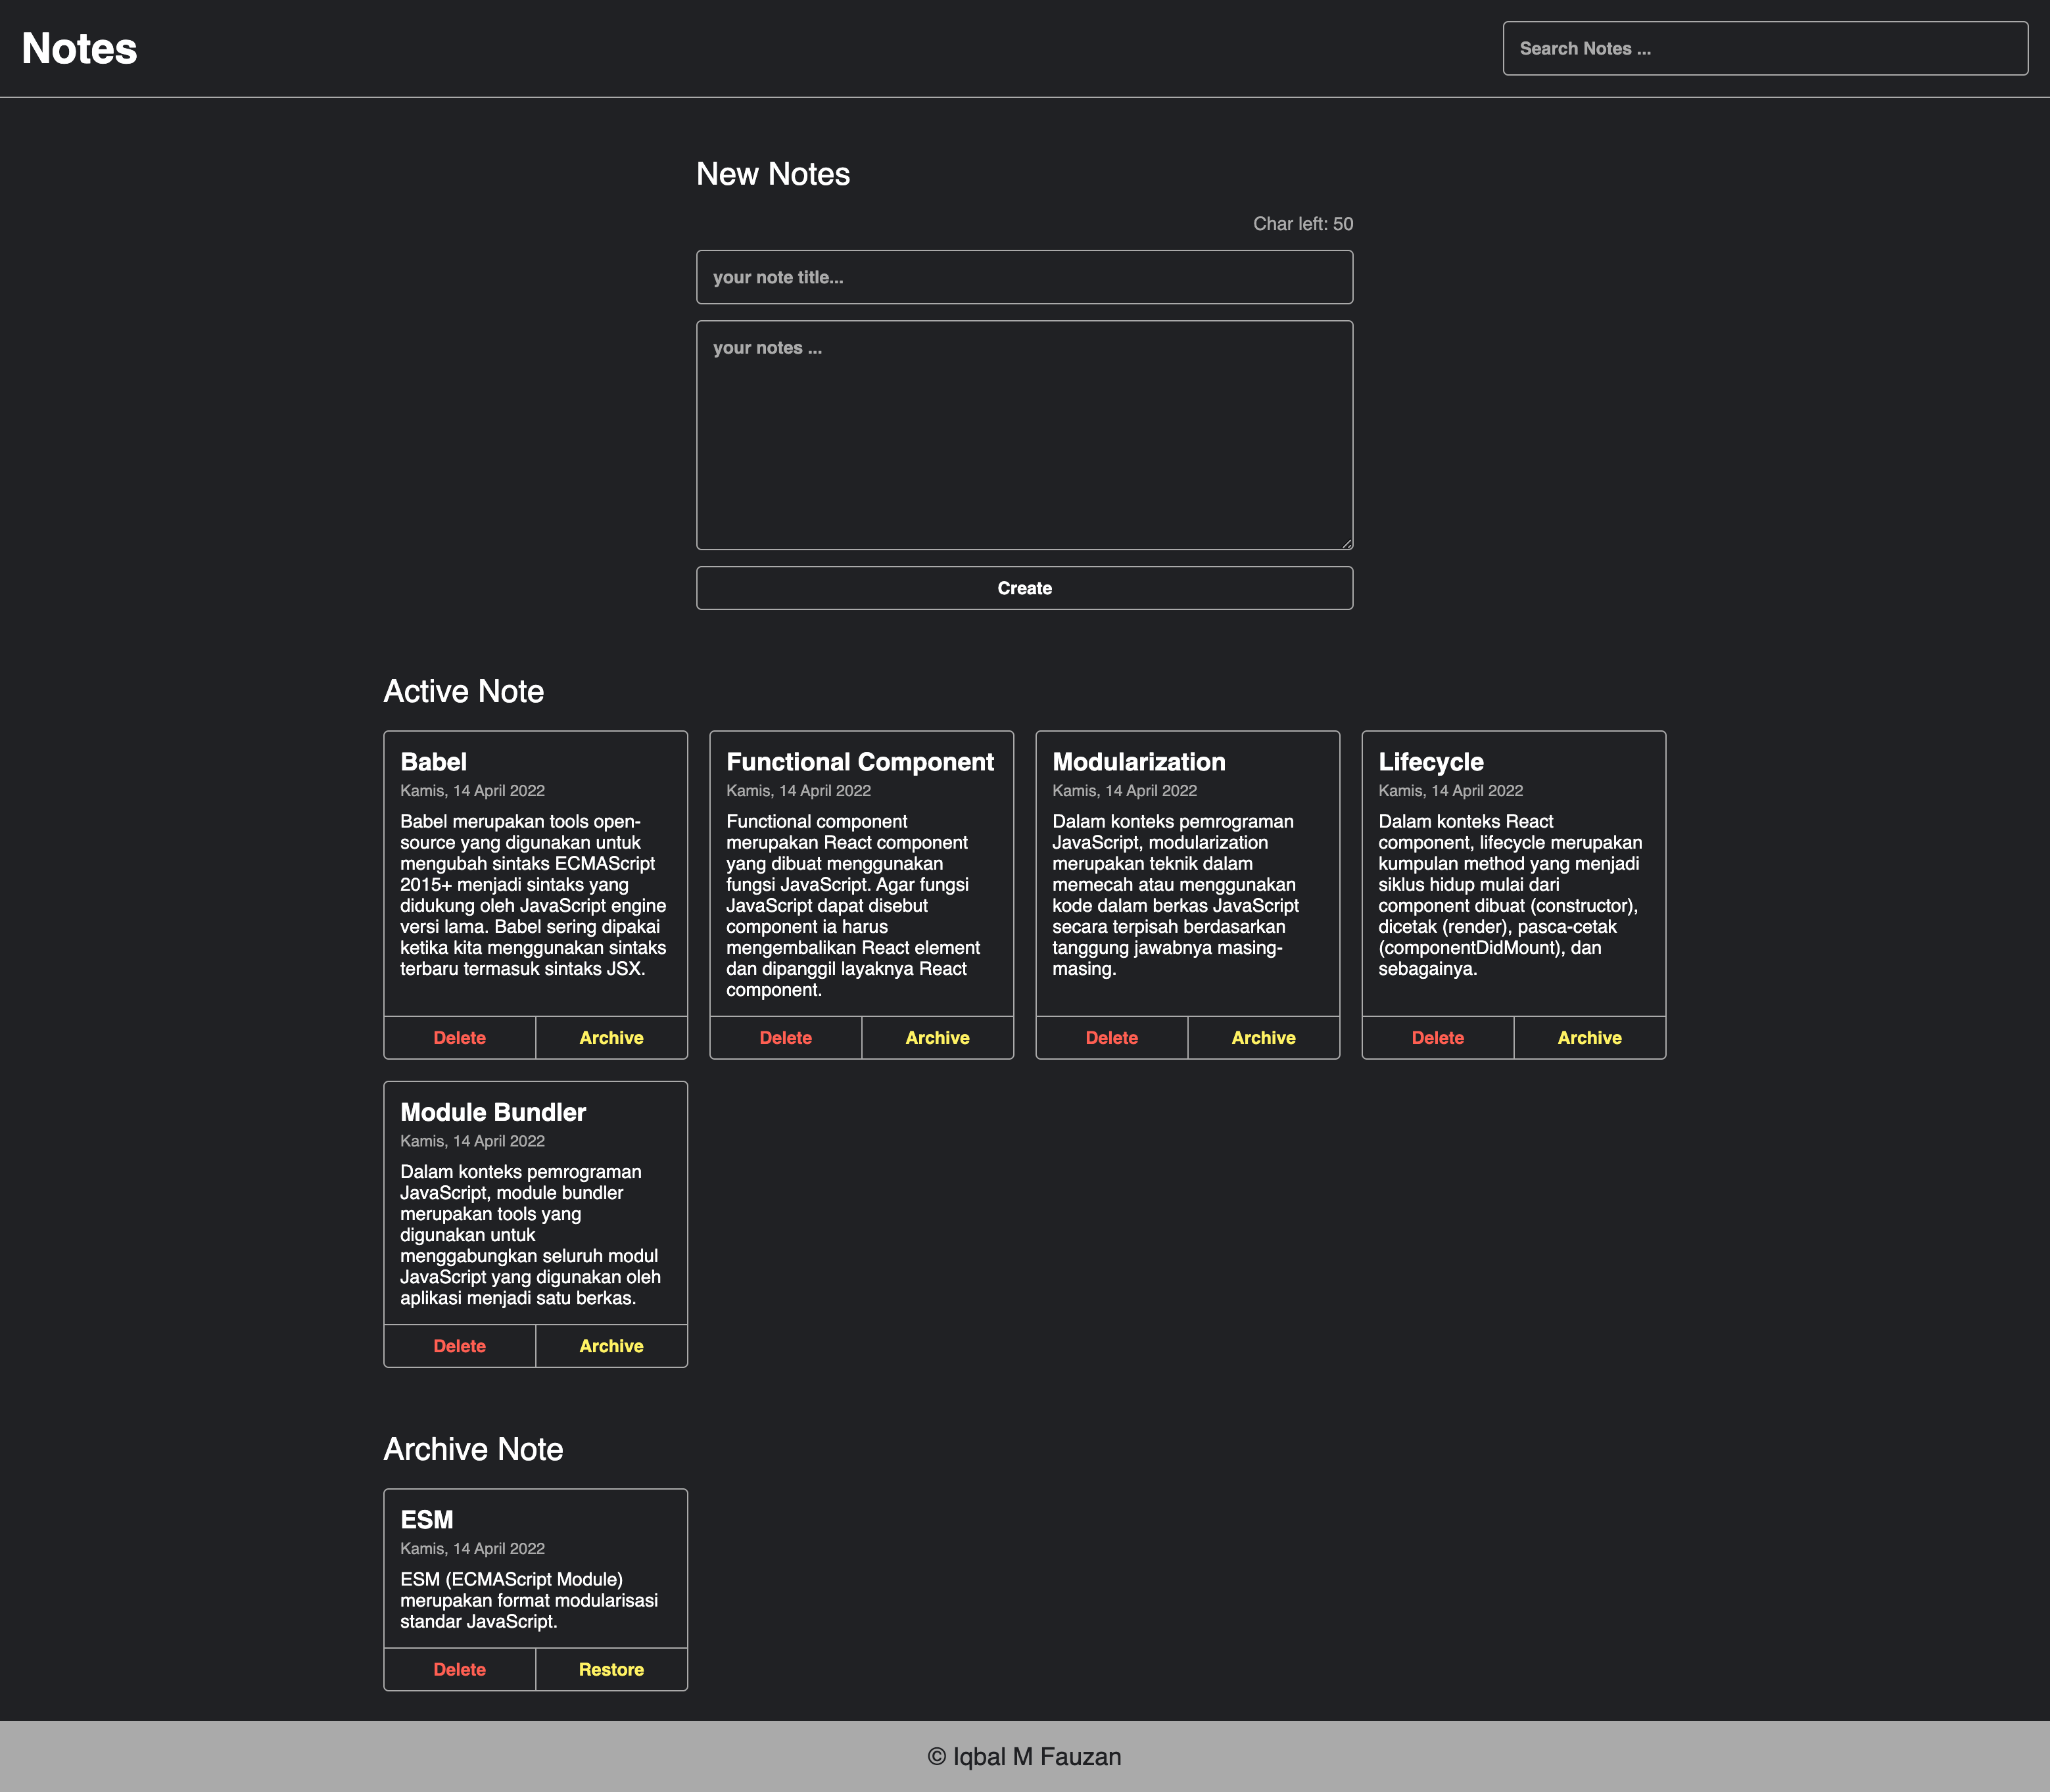 Notes
Search Notes ...
New Notes
Char left: 50
your note title...
your notes ...
Create
Active Note
Babel
Kamis, 14 April 2022
Babel merupakan tools open-
source yang digunakan untuk
mengubah sintaks ECMAScript
2015+ menjadi sintaks yang
didukung oleh JavaScript engine
versi lama. Babel sering dipakai
ketika kita menggunakan sintaks
terbaru termasuk sintaks JSX.
Delete
Archive
Functional Component
Kamis, 14 April 2022
Functional component
merupakan React component
yang dibuat menggunakan
fungsi JavaScript. Agar fungsi
JavaScript dapat disebut
component ia harus
mengembalikan React element
dan dipanggil layaknya React
component.
Delete
Archive
Modularization
Kamis, 14 April 2022
Dalam konteks pemrograman
JavaScript, modularization
merupakan teknik dalam
memecah atau menggunakan
kode dalam berkas JavaScript
secara terpisah berdasarkan
tanggung jawabnya masing-
masing.
Delete
Archive
Lifecycle
Kamis, 14 April 2022
Dalam konteks React
component, lifecycle merupakan
kumpulan method yang menjadi
siklus hidup mulai dari
component dibuat (constructor),
dicetak (render), pasca-cetak
(componentDidMount), dan
sebagainya.
Delete
Archive
Module Bundler
Kamis, 14 April 2022
Dalam konteks pemrograman
JavaScript, module bundler
merupakan tools yang
digunakan untuk
menggabungkan seluruh modul
JavaScript yang digunakan oleh
aplikasi menjadi satu berkas.
Delete
Archive
Archive Note
ESM
Kamis, 14 April 2022
ESM (ECMAScript Module)
merupakan format modularisasi
standar JavaScript.
Delete
Restore
© Iqbal M Fauzan